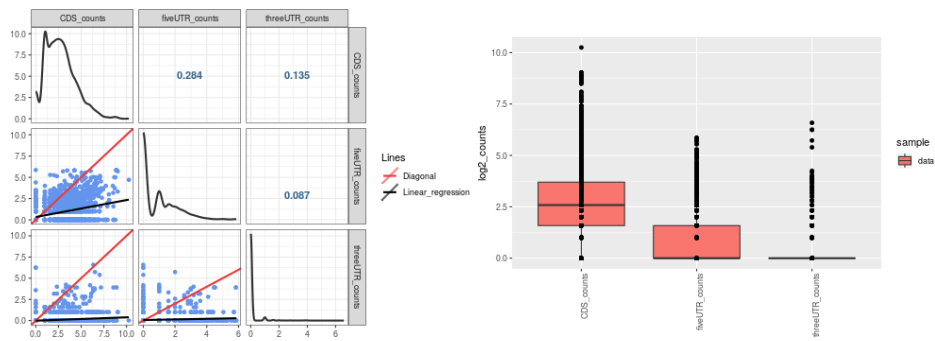 CDS_counts fiveUTR_counts threeUTR_counts
10.0
7.5
5.0
2.5
0.0
0.284
0.135
CDS_counts
10.0
7.5
5.0
2.5
0.0
0.087
fiveUTR_counts
10.0
7.5
5.0
2.5
0.0
threeUTR_counts
0.0 2.5 5.0 7.5 10.0 0 2 4 6 0 2 4 6
Lines
Diagonal
Linear_regression
log2_counts
10.0
7.5
5.0
2.5
0.0
CDS_counts
fiveUTR_counts
threeUTR_counts
sample
data